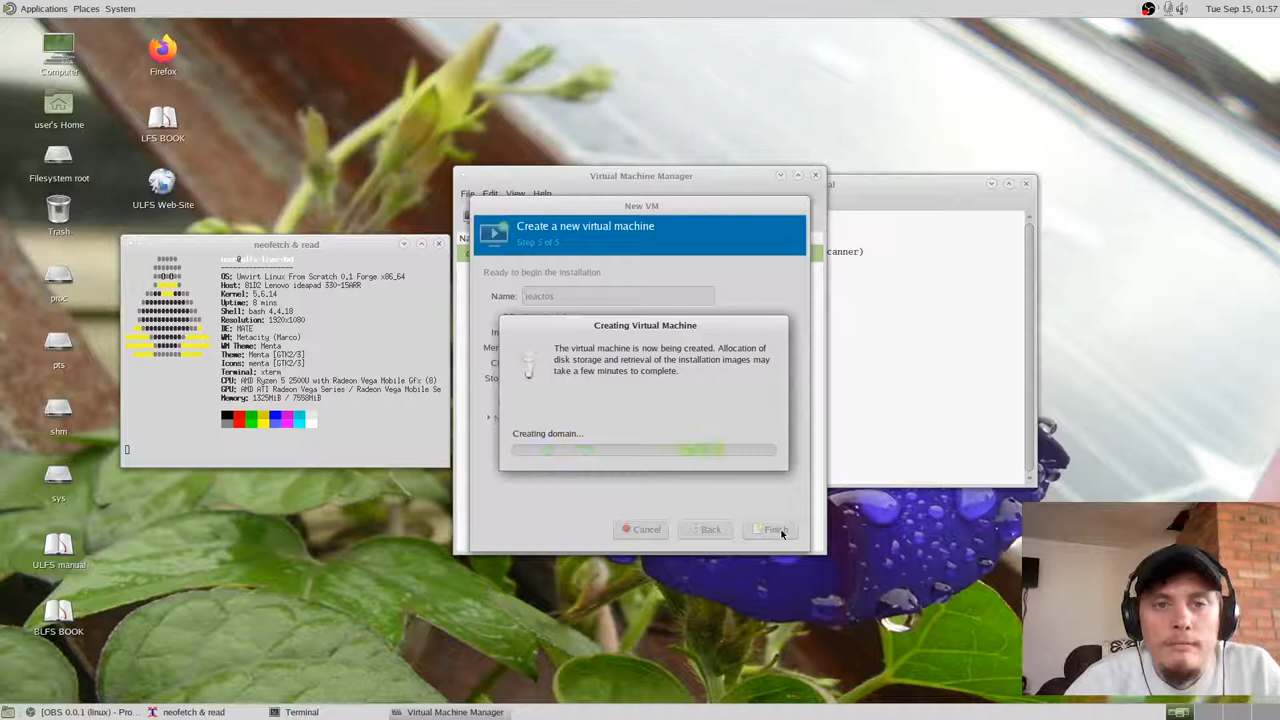 Applications Places System
Tue Sep 15, 01:57
Computer
Firefox
user's Home
LFS BOOK
Filesystem root
ULFS Web-Site
Trash
proc
pts
shm
sys
ULFS manual
BLFS BOOK
neofetch & read
OS: Umvirt Linux From Scratch 0.1 Forge x86_64
Host: 81D2 Lenovo ideapad 330-15ARR
Kernel: 5.6.14
Uptime: 8 mins
Shell: bash 4.4.18
Resolution: 1920x1080
DE: MATE
WM: Metacity (Marco)
WM Theme: Menta
Theme: Menta [GTK2/3]
Icons: menta [GTK2/3]
Terminal: xterm
CPU: AMD Ryzen 5 2500U with Radeon Vega Mobile Gfx (8)
GPU: AMD ATI Radeon Vega Series / Radeon Vega Mobile Se
Memory: 1325MiB / 7558MiB
Virtual Machine Manager
File Edit View Help
New VM
Create a new virtual machine
Step 5 of 5
Ready to begin the installation
Name: macos
Creating Virtual Machine
The virtual machine is now being created. Allocation of
disk storage and retrieval of the installation images may
take a few minutes to complete.
Creating domain...
Cancel Back Finish
canner)
[OBS 0.0.1 (linux) - Pro... neofetch & read Terminal Virtual Machine Manager